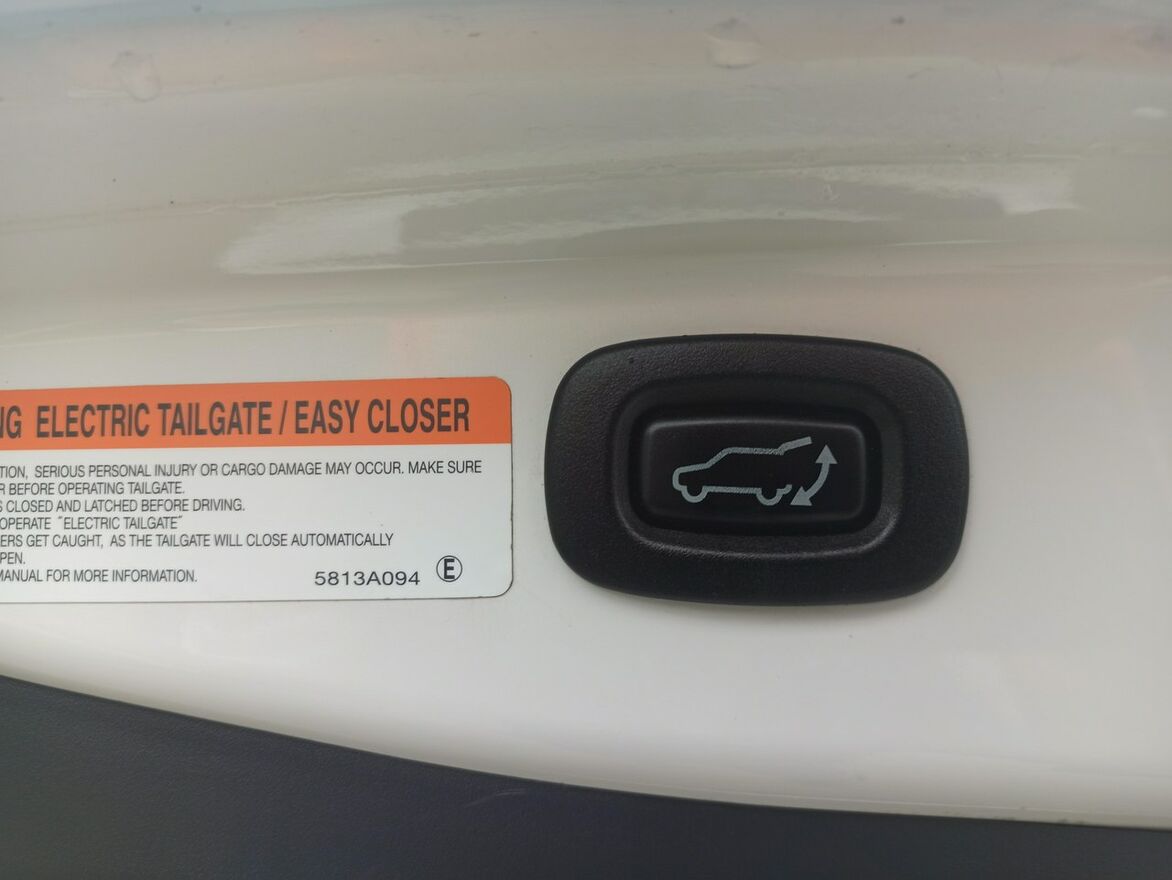 NG ELECTRIC TAILGATE / EASY CLOSER
TION, SERIOUS PERSONAL INJURY OR CARGO DAMAGE MAY OCCUR. MAKE SURE
R BEFORE OPERATING TAILGATE.
S CLOSED AND LATCHED BEFORE DRIVING.
OPERATE "ELECTRIC TAILGATE"
ERS GET CAUGHT, AS THE TAILGATE WILL CLOSE AUTOMATICALLY
PEN.
MANUAL FOR MORE INFORMATION.
5813A094 E